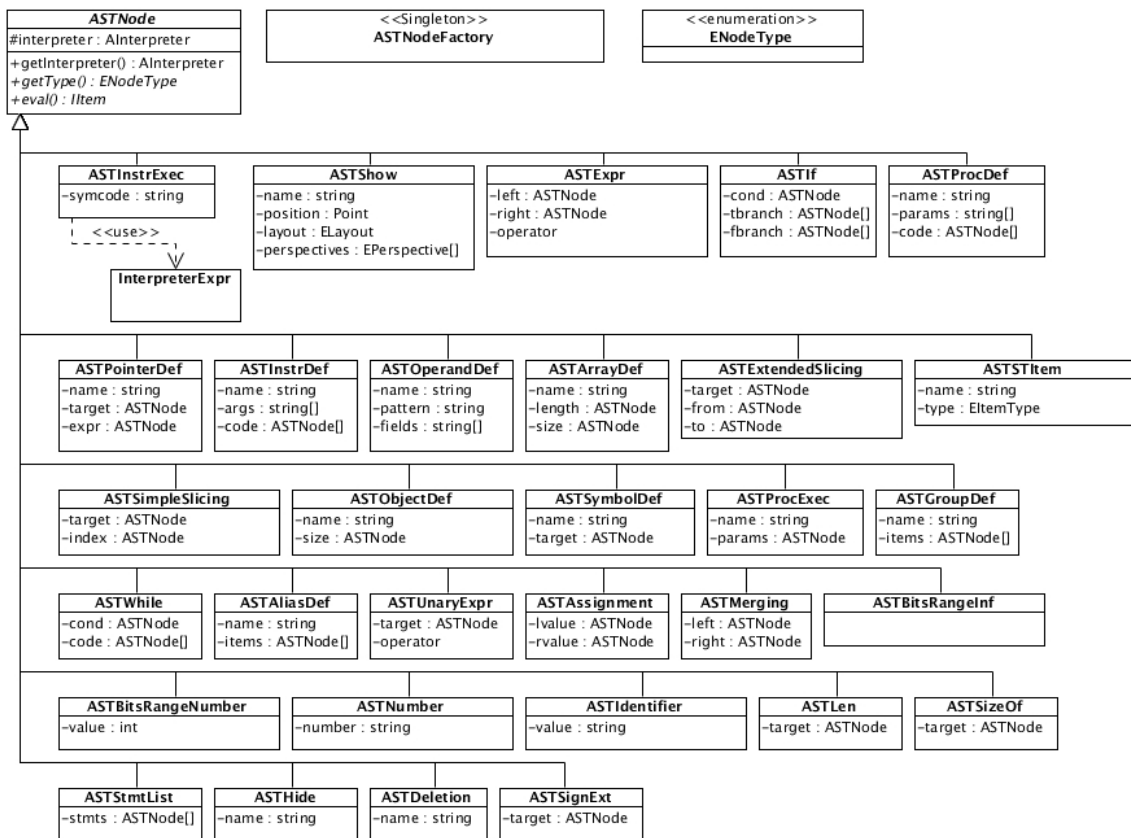 ASTNode
#interpreter : AInterpreter
+getInterpreter() : AInterpreter
+getType() : ENodeType
+eval() : IItem
<<Singleton>>
ASTNodeFactory
<<enumeration>>
ENodeType
ASTInstrExec
-symcode : string
<<use>>
InterpreterExpr
ASTShow
-name : string
-position : Point
-layout : ELayout
-perspectives : EPerspective[]
ASTExpr
-left : ASTNode
-right : ASTNode
-operator
ASTIf
-cond : ASTNode
-tbranch : ASTNode[]
-fbranch : ASTNode[]
ASTProcDef
-name : string
-params : string[]
-code : ASTNode[]
ASTPointerDef
-name : string
-target : ASTNode
-expr : ASTNode
ASTInstrDef
-name : string
-args : string[]
-code : ASTNode[]
ASTOperandDef
-name : string
-pattern : string
-fields : string[]
ASTArrayDef
-name : string
-length : ASTNode
-size : ASTNode
ASTExtendedSlicing
-target : ASTNode
-from : ASTNode
-to : ASTNode
ASTSTItem
-name : string
-type : EItemType
ASTSimpleSlicing
-target : ASTNode
-index : ASTNode
ASTObjectDef
-name : string
-size : ASTNode
ASTSymbolDef
-name : string
-target : ASTNode
ASTProcExec
-name : string
-params : ASTNode
ASTGroupDef
-name : string
-items : ASTNode[]
ASTWhile
-cond : ASTNode
-code : ASTNode[]
ASTAliasDef
-name : string
-items : ASTNode[]
ASTUnaryExpr
-target : ASTNode
-operator
ASTAssignment
-lvalue : ASTNode
-rvalue : ASTNode
ASTMerging
-left : ASTNode
-right : ASTNode
ASTBitsRangeInf
ASTBitsRangeNumber
-value : int
ASTNumber
-number : string
ASTIdentifier
-value : string
ASTLen
-target : ASTNode
ASTSizeOf
-target : ASTNode
ASTStmtList
-stmts : ASTNode[]
ASTHide
-name : string
ASTDeletion
-name : string
ASTSignExt
-target : ASTNode